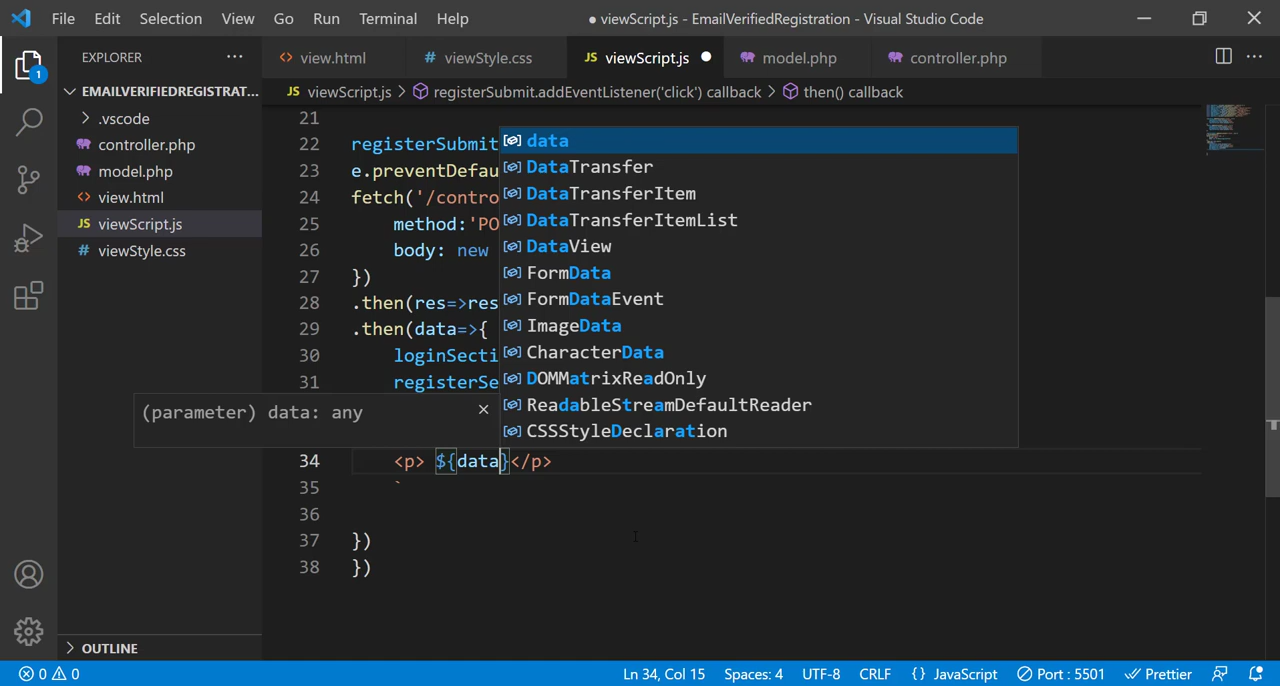 File Edit Selection View Go Run Terminal Help ● viewScript.js - EmailVerifiedRegistration - Visual Studio Code
EXPLORER ··· <> view.html # viewStyle.css JS viewScript.js ● model.php controller.php ···
1
EMAILVERIFIEDREGISTRAT...
JS viewScript.js > registerSubmit.addEventListener('click') callback > then() callback
> .vscode
controller.php
model.php
<> view.html
JS viewScript.js
# viewStyle.css
21
22 registerSubmit
23 e.preventDefau
24 fetch('/contro
25 method:'PO
26 body: new
27 })
28 .then(res=>res
29 .then(data=>{
30 loginSecti
31 registerSe
data
DataTransfer
DataTransferItem
DataTransferItemList
DataView
FormData
FormDataEvent
ImageData
CharacterData
DOMMatrixReadOnly
ReadableStreamDefaultReader
CSSStyleDeclaration
(parameter) data: any ×
34 <p> ${data}</p>
35 `
36
37 })
38 })
> OUTLINE
0 0 Ln 34, Col 15 Spaces: 4 UTF-8 CRLF {} JavaScript Port : 5501 Prettier